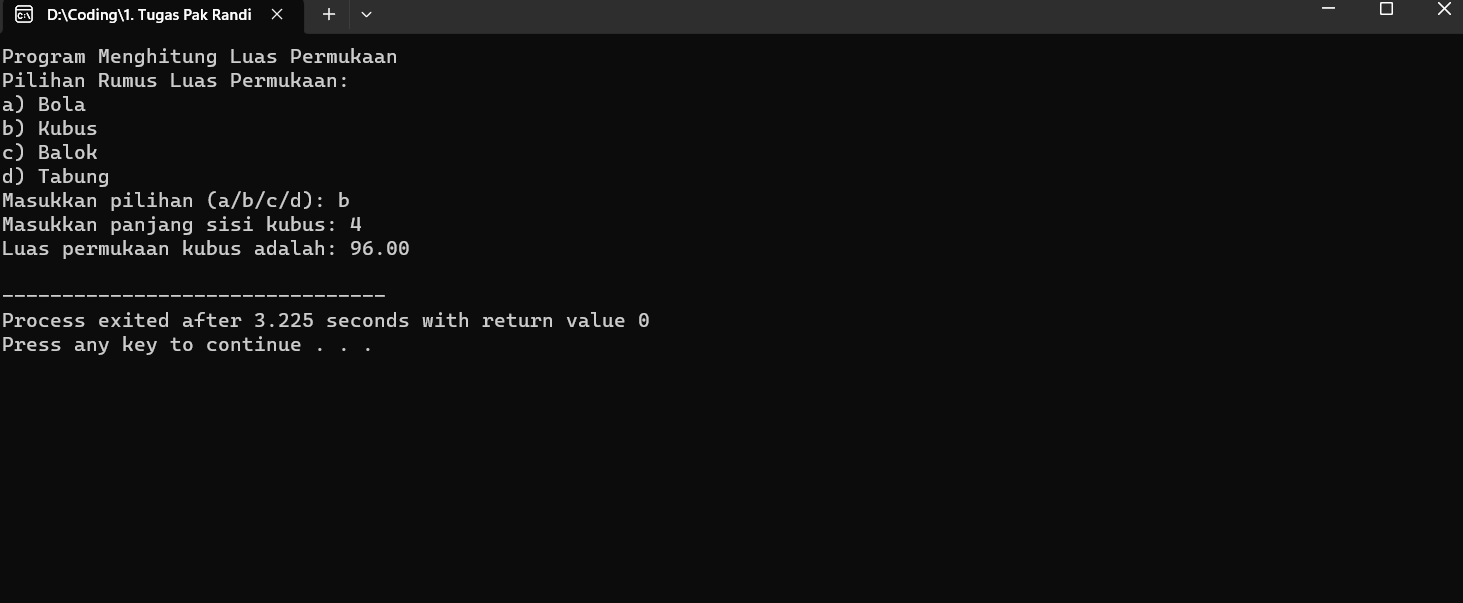 D:\Coding\1. Tugas Pak Randi
Program Menghitung Luas Permukaan
Pilihan Rumus Luas Permukaan:
a) Bola
b) Kubus
c) Balok
d) Tabung
Masukkan pilihan (a/b/c/d): b
Masukkan panjang sisi kubus: 4
Luas permukaan kubus adalah: 96.00
--------------------------------
Process exited after 3.225 seconds with return value 0
Press any key to continue . . .